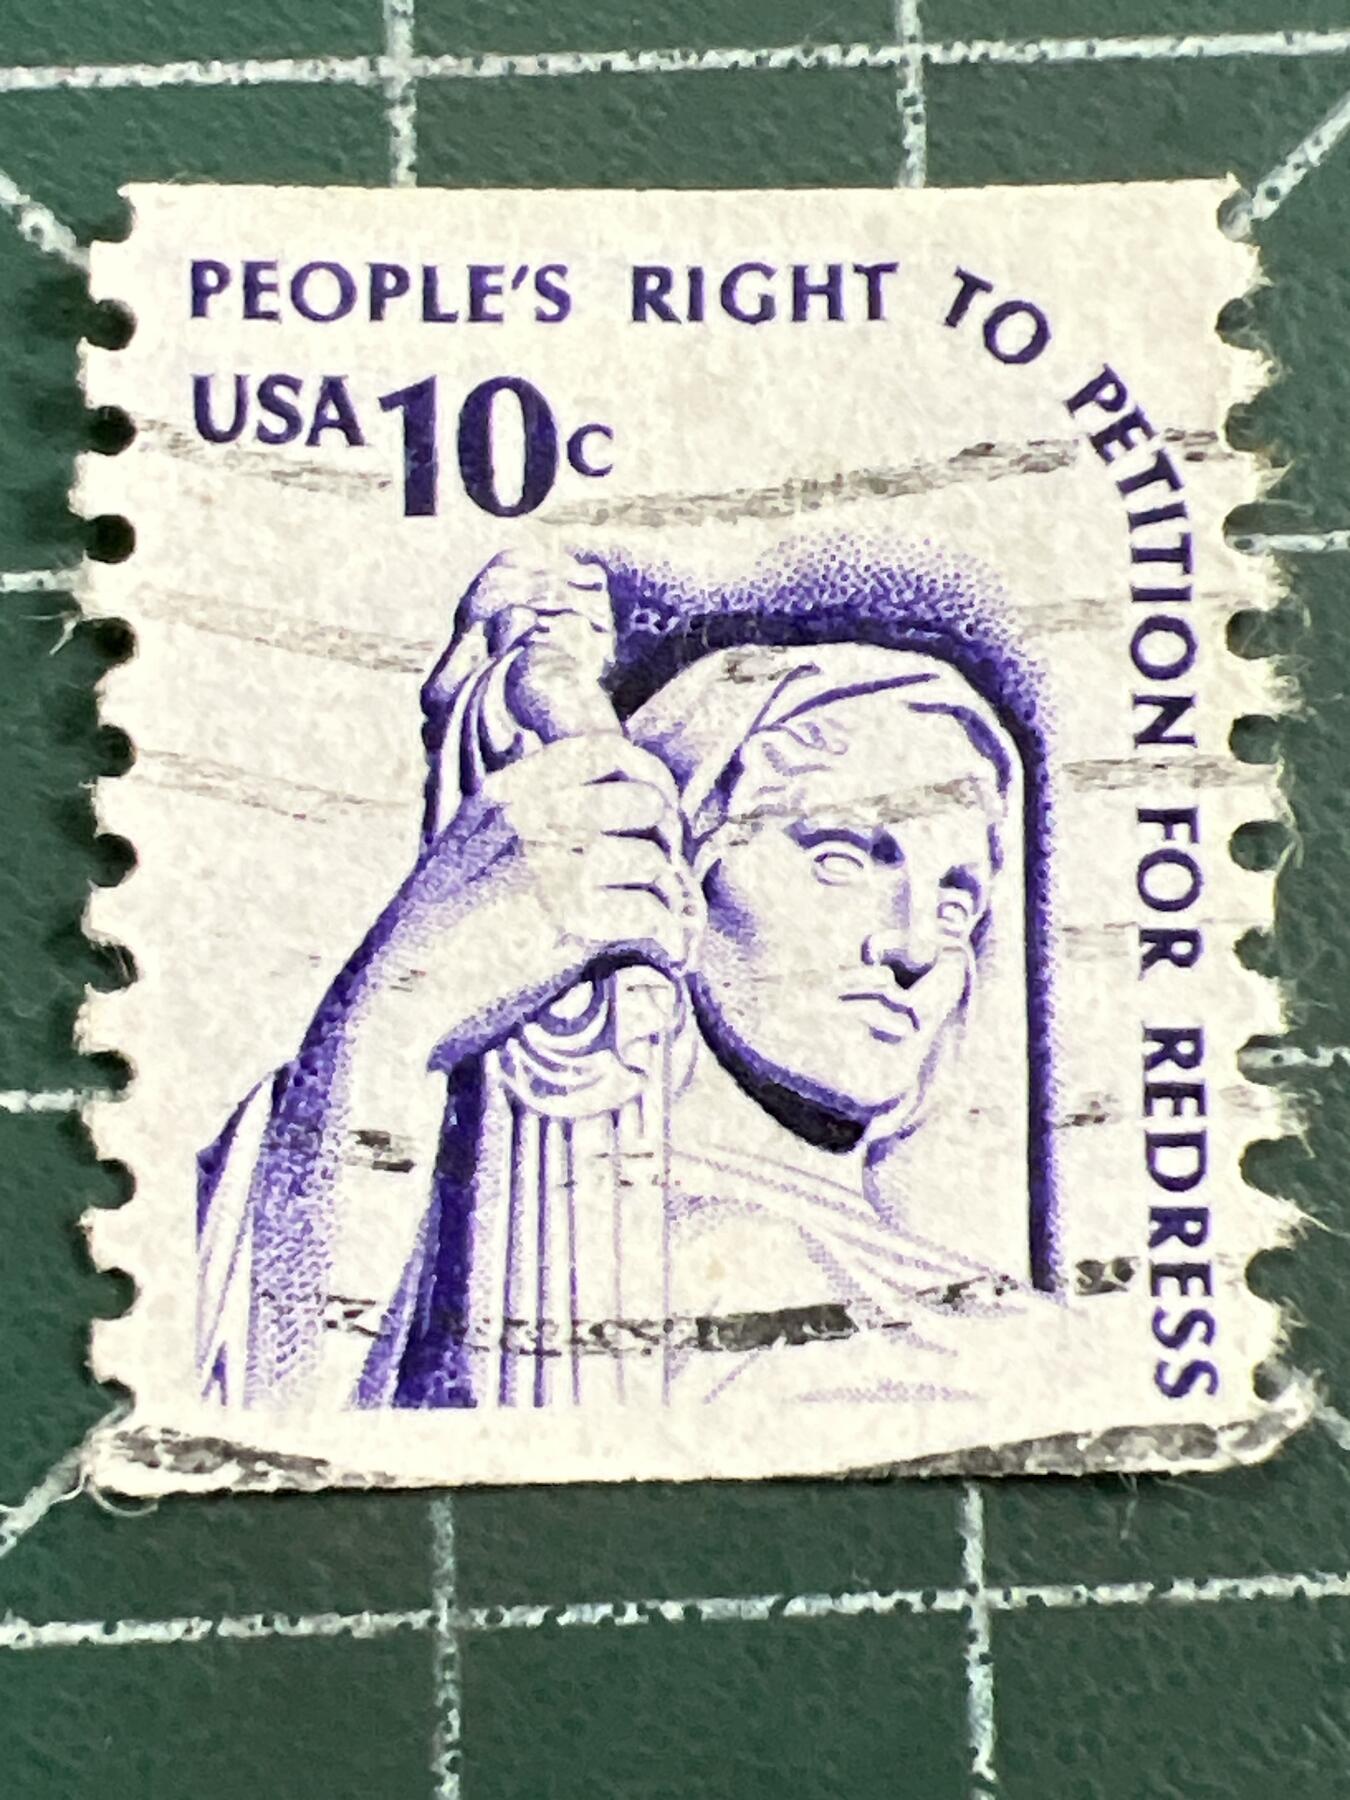 PEOPLE'S RIGHT TO PETITION FOR REDRESS
USA 10c